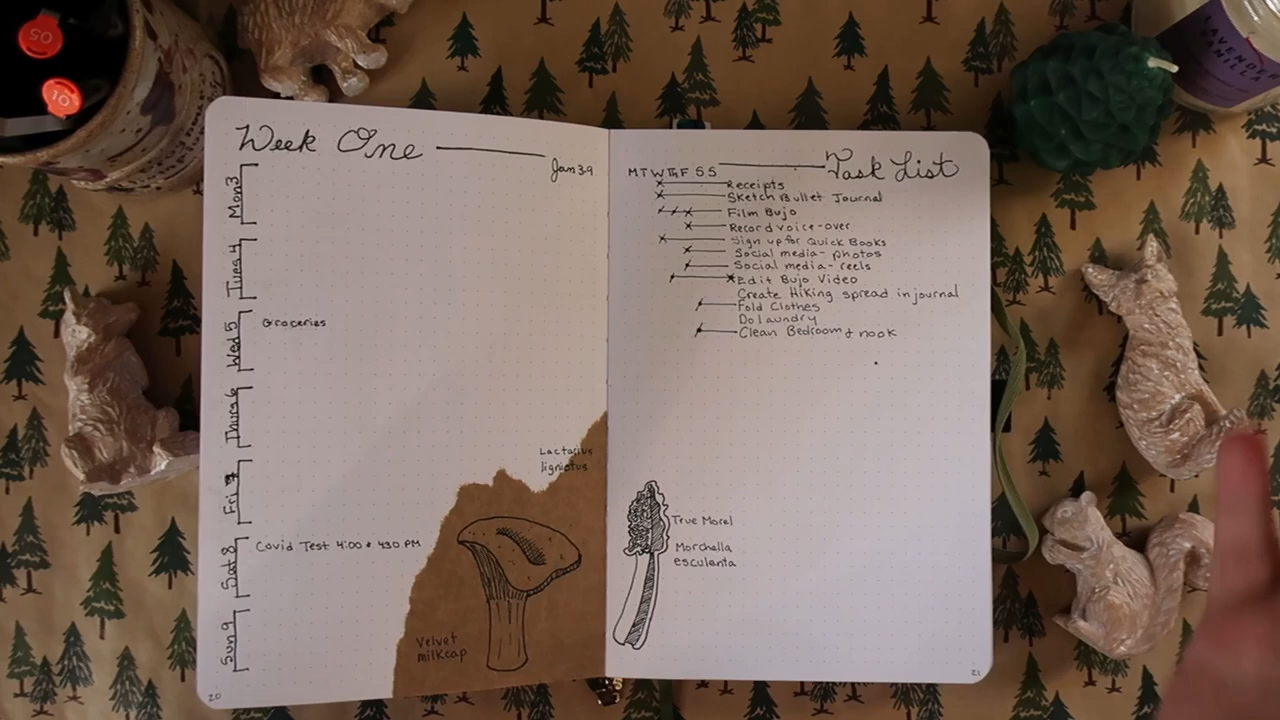 05
10
LAVENDER
VANILLA
Week One
Jan 3-9
Mon 3
Tues 4
Wed 5
Groceries
Thurs 6
Fri 7
Sat 8
Covid Test 4:00 & 4:30 PM
Sun 9
Lactarius
lignyotus
Velvet
milkcap
20
M T W Th F S S
Task List
Receipts
Sketch Bullet Journal
Film Bujo
Record voice-over
Sign up for Quick Books
Social media- photos
Social media- reels
Edit Bujo Video
Create Hiking spread in journal
Fold Clothes
Do laundry
Clean Bedroom & nook
True Morel
Morchella
esculenta
21